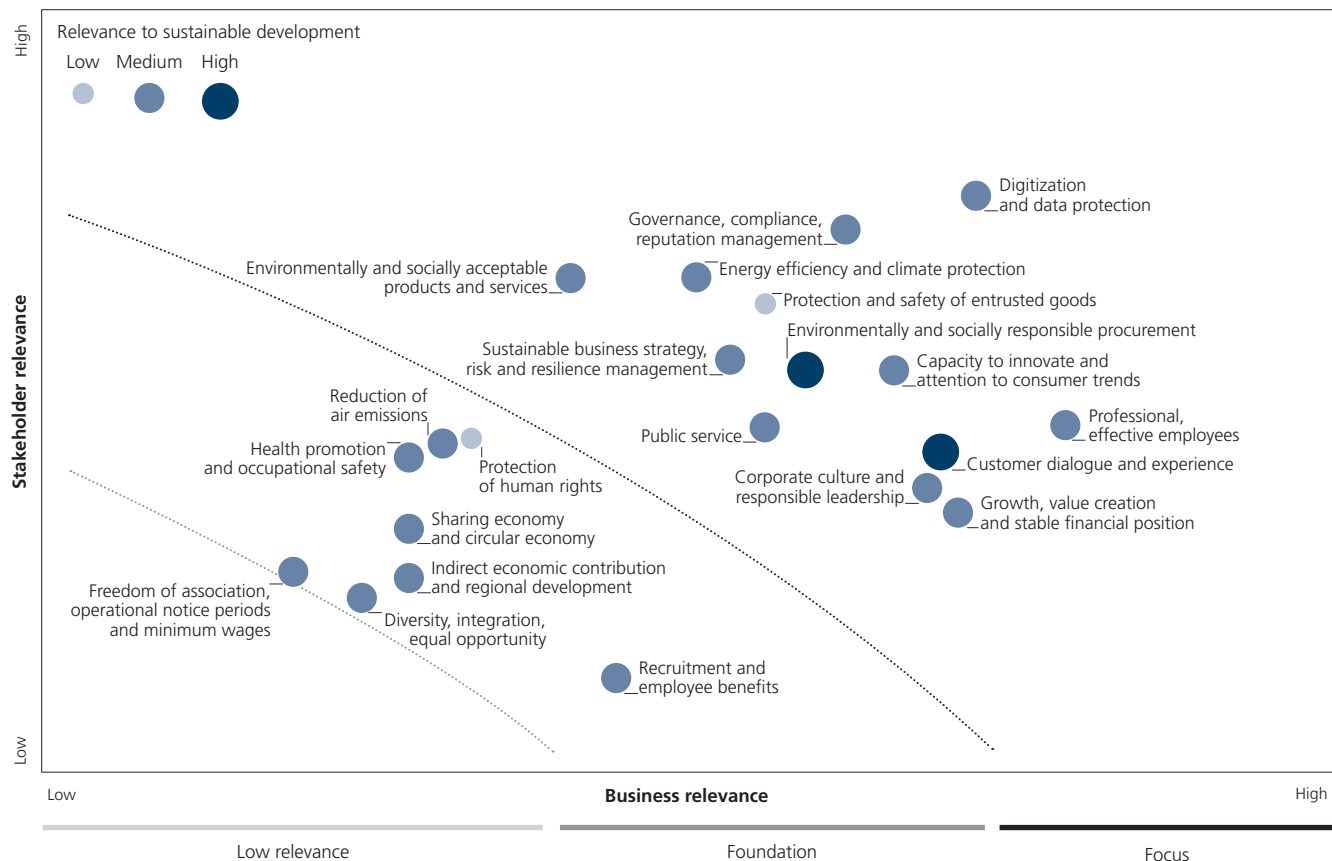 High
Relevance to sustainable development
Low Medium High
Digitization
and data protection
Governance, compliance,
reputation management
Environmentally and socially acceptable
products and services
Energy efficiency and climate protection
Protection and safety of entrusted goods
Environmentally and socially responsible procurement
Sustainable business strategy,
risk and resilience management
Capacity to innovate and
attention to consumer trends
Reduction of
air emissions
Health promotion
and occupational safety
Protection
of human rights
Public service
Professional,
effective employees
Customer dialogue and experience
Corporate culture and
responsible leadership
Growth, value creation
and stable financial position
Stakeholder relevance
Sharing economy
and circular economy
Indirect economic contribution
and regional development
Freedom of association,
operational notice periods
and minimum wages
Diversity, integration,
equal opportunity
Recruitment and
employee benefits
Low
Low
Business relevance
High
Low relevance
Foundation
Focus